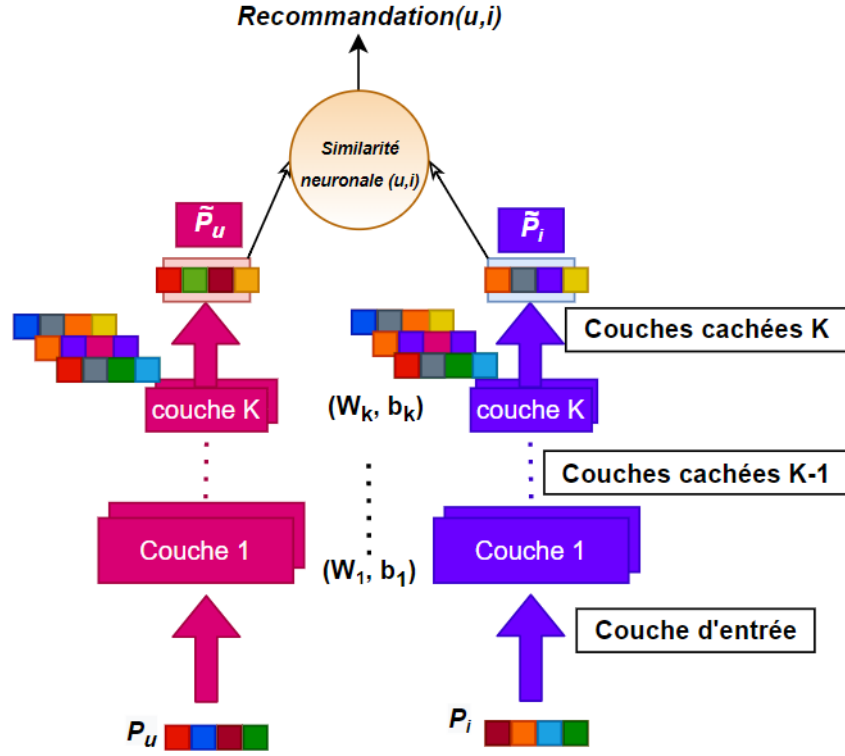 Recommandation(u,i)
Similarité
neuronale (u,i)
P̃u
P̃i
Couches cachées K
couche K
(Wk, bk)
couche K
Couches cachées K-1
Couche 1
(W1, b1)
Couche 1
Couche d'entrée
Pu
Pi